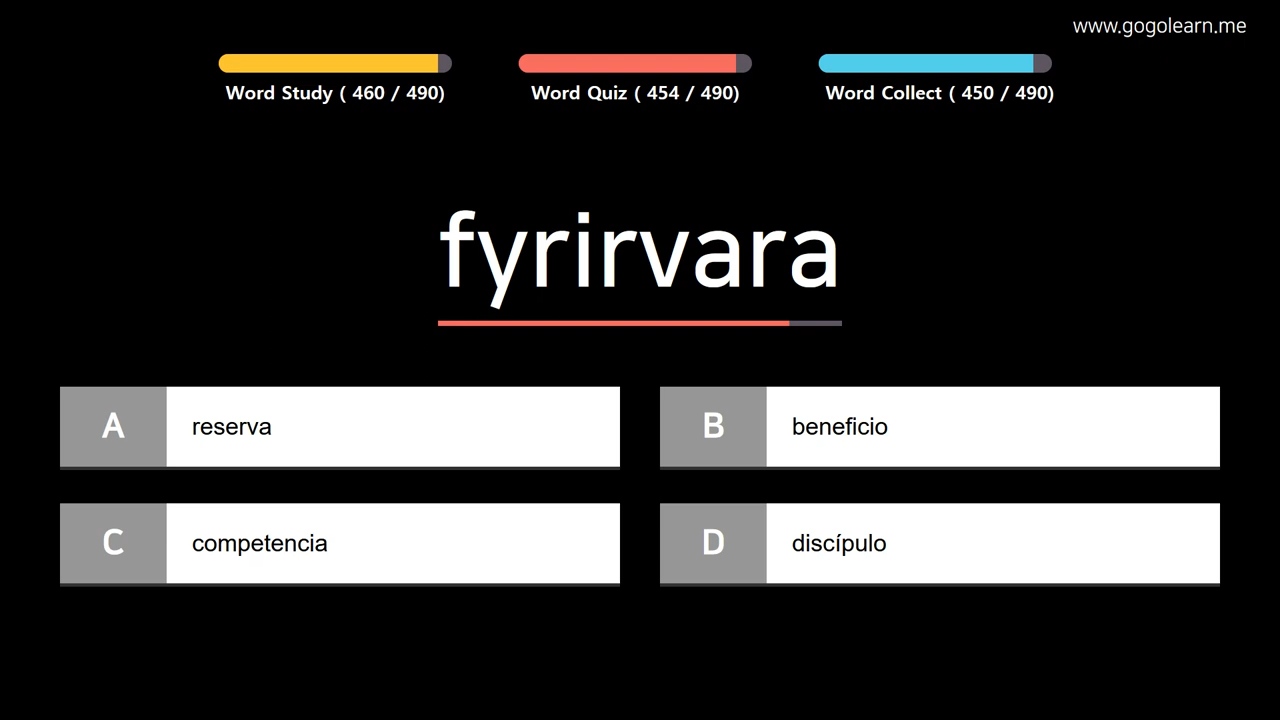 www.gogolearn.me
Word Study ( 460 / 490)
Word Quiz ( 454 / 490)
Word Collect ( 450 / 490)
fyrirvara
A reserva
B beneficio
C competencia
D discípulo